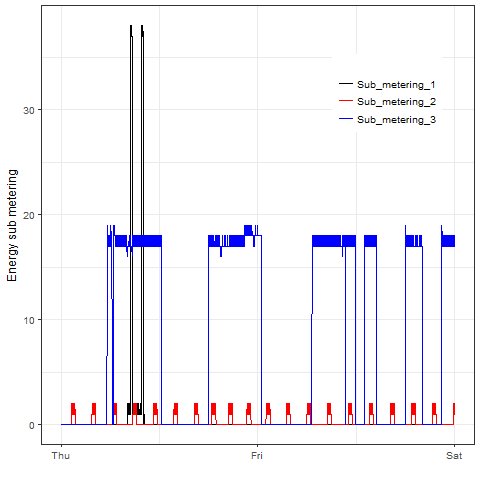 Sub_metering_1
Sub_metering_2
Sub_metering_3
Energy sub metering
30
20
10
0
Thu
Fri
Sat